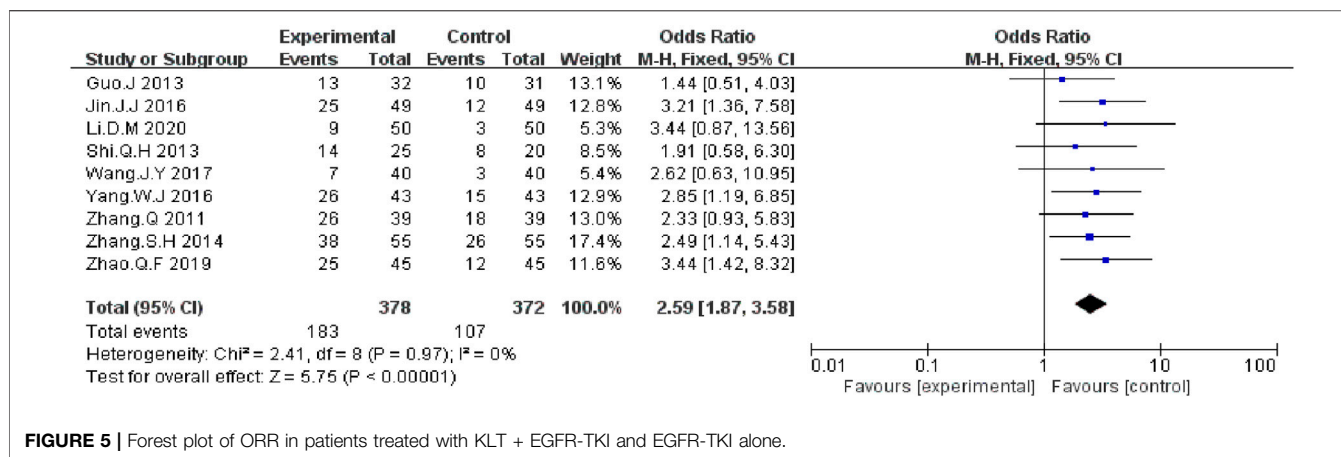 Experimental Control Odds Ratio Odds Ratio
Study or Subgroup Events Total Events Total Weight M-H, Fixed, 95% CI M-H, Fixed, 95% CI
Guo.J 2013 13 32 10 31 13.1% 1.44 [0.51, 4.03]
Jin.J.J 2016 25 49 12 49 12.8% 3.21 [1.36, 7.58]
Li.D.M 2020 9 50 3 50 5.3% 3.44 [0.87, 13.56]
Shi.Q.H 2013 14 25 8 20 8.5% 1.91 [0.58, 6.30]
Wang.J.Y 2017 7 40 3 40 5.4% 2.62 [0.63, 10.95]
Yang.W.J 2016 26 43 15 43 12.9% 2.85 [1.19, 6.85]
Zhang.Q 2011 26 39 18 39 13.0% 2.33 [0.93, 5.83]
Zhang.S.H 2014 38 55 26 55 17.4% 2.49 [1.14, 5.43]
Zhao.Q.F 2019 25 45 12 45 11.6% 3.44 [1.42, 8.32]
Total (95% CI) 378 372 100.0% 2.59 [1.87, 3.58]
Total events 183 107
Heterogeneity: Chi² = 2.41, df = 8 (P = 0.97); I² = 0%
Test for overall effect: Z = 5.75 (P < 0.00001)
0.01 0.1 1 10 100
Favours [experimental] Favours [control]
FIGURE 5 | Forest plot of ORR in patients treated with KLT + EGFR-TKI and EGFR-TKI alone.